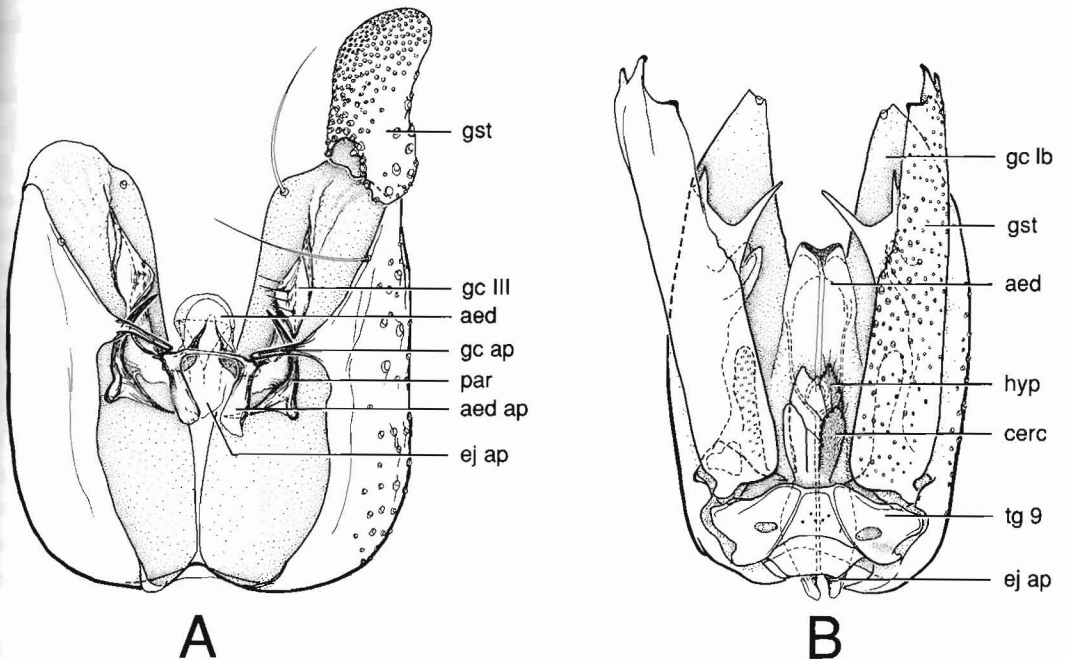 gst
gc III
aed
gc ap
par
aed ap
ej ap
A
gc Ib
gst
aed
hyp
cerc
tg 9
ej ap
B